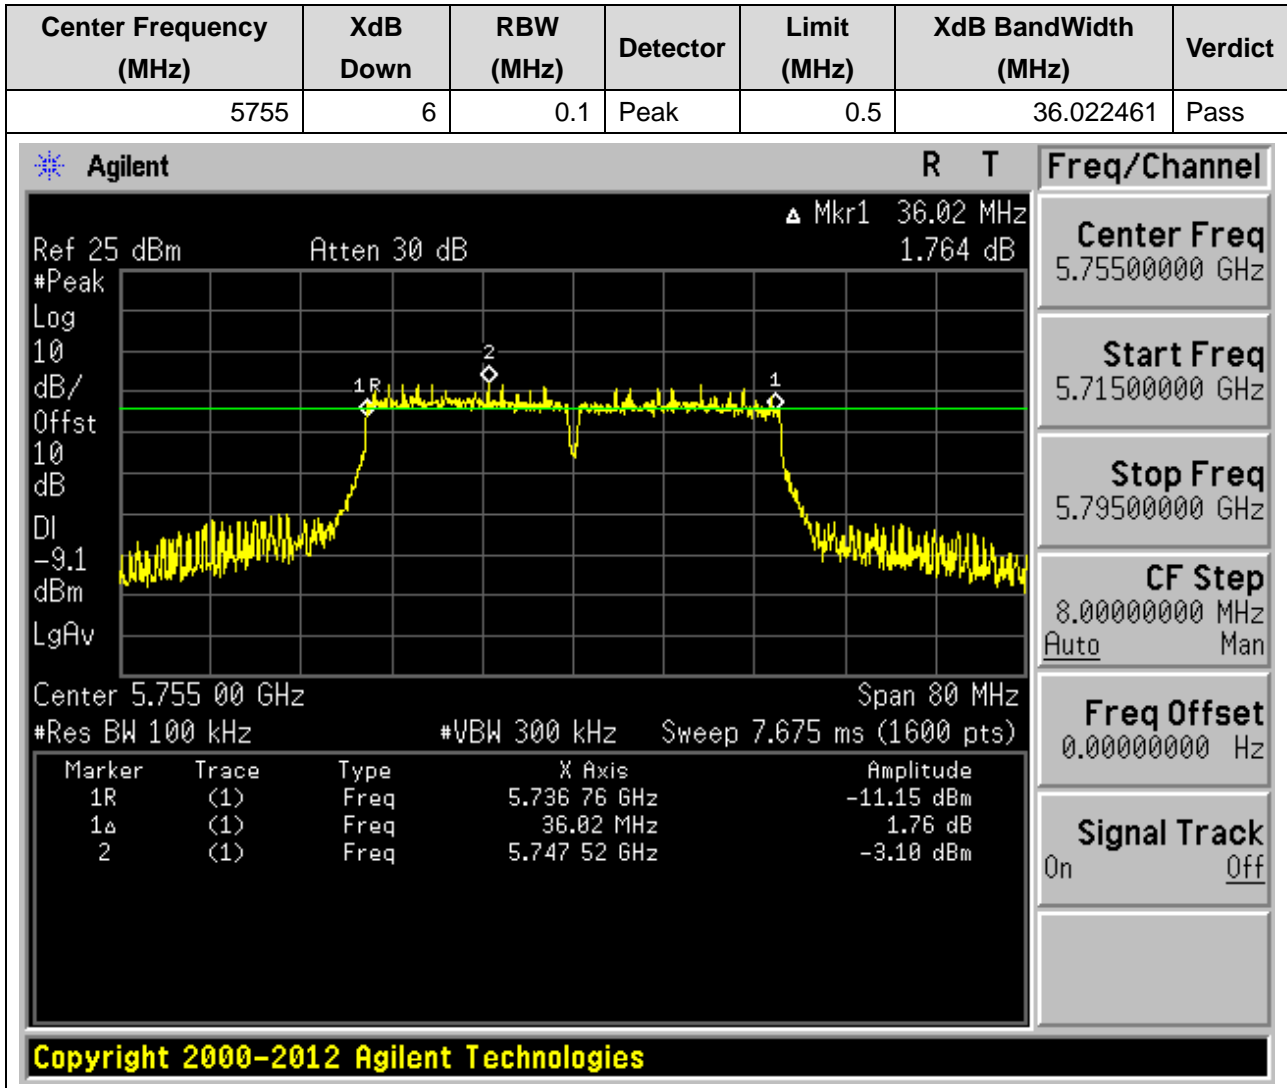 Center Frequency (MHz) XdB Down RBW (MHz) Detector Limit (MHz) XdB BandWidth (MHz) Verdict
5755 6 0.1 Peak 0.5 36.022461 Pass
Agilent R T
Δ Mkr1 36.02 MHz
Ref 25 dBm Atten 30 dB 1.764 dB
#Peak
Log
10
dB/
Offst
10
dB
DI
-9.1
dBm
LgAv
1R
2
1
Center 5.755 00 GHz Span 80 MHz
#Res BW 100 kHz #VBW 300 kHz Sweep 7.675 ms (1600 pts)
Marker Trace Type X Axis Amplitude
1R (1) Freq 5.736 76 GHz -11.15 dBm
1Δ (1) Freq 36.02 MHz 1.76 dB
2 (1) Freq 5.747 52 GHz -3.10 dBm
Freq/Channel
Center Freq
5.75500000 GHz
Start Freq
5.71500000 GHz
Stop Freq
5.79500000 GHz
CF Step
8.00000000 MHz
Auto Man
Freq Offset
0.00000000 Hz
Signal Track
On Off
Copyright 2000-2012 Agilent Technologies